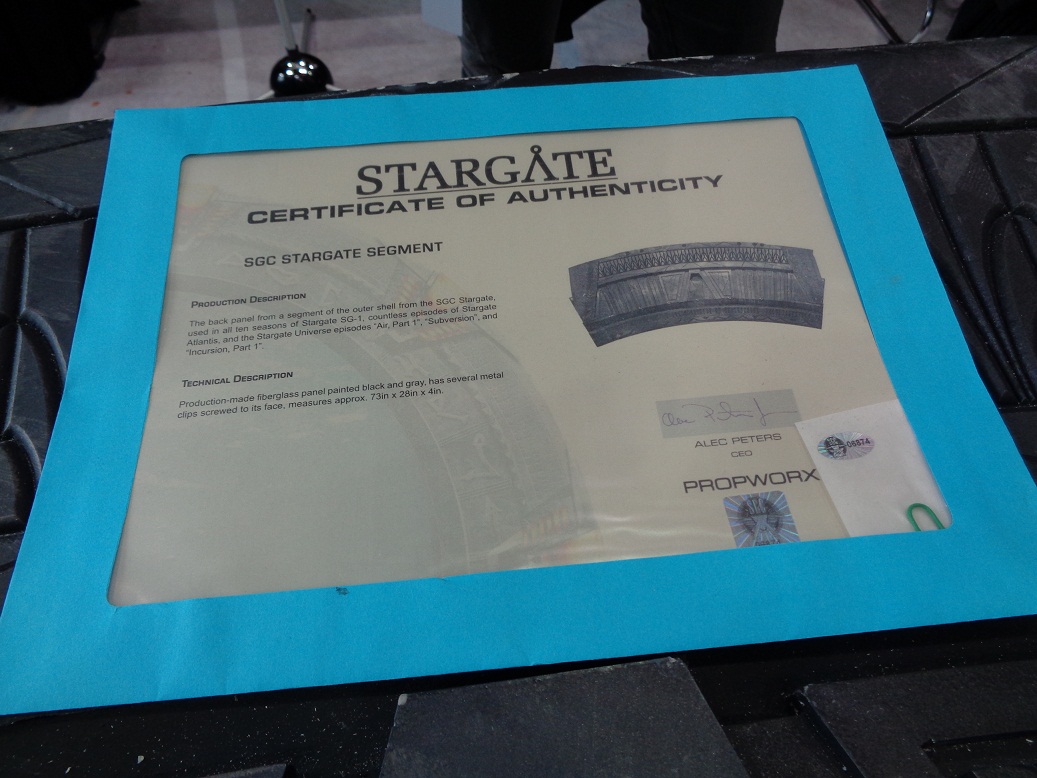 STARGATE
CERTIFICATE OF AUTHENTICITY
SGC STARGATE SEGMENT
PRODUCTION DESCRIPTION
The back panel from a segment of the outer shell from the SGC Stargate,
used in all ten seasons of Stargate SG-1, countless episodes of Stargate
Atlantis, and the Stargate Universe episodes "Air, Part 1", "Subversion", and
"Incursion, Part 1".
TECHNICAL DESCRIPTION
Production-made fiberglass panel painted black and gray, has several metal
clips screwed to its face, measures approx. 73in x 28in x 4in.
ALEC PETERS
CEO
PROPWORX
06874